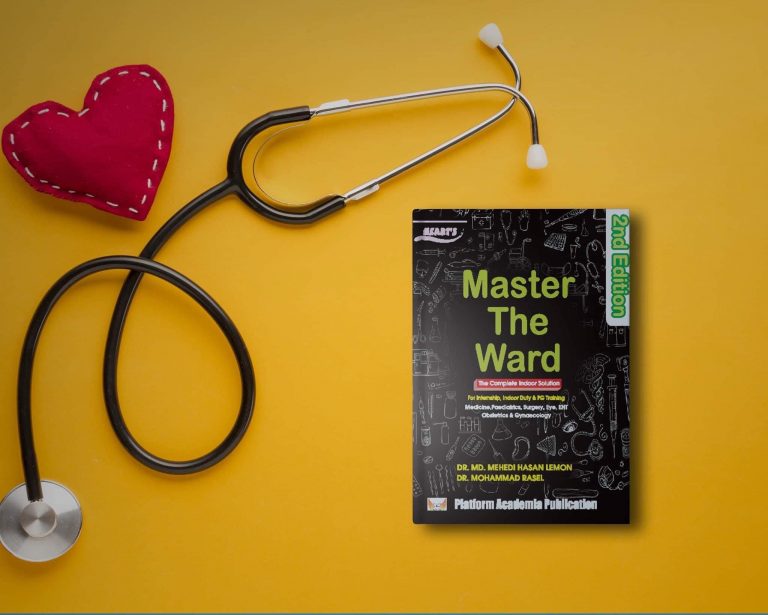 HEART'S
2nd Edition
Master
The
Ward
The Complete Indoor Solution
For Internship, Indoor Duty & PG Training
Medicine,Paediatrics, Surgery, Eye, ENT
Obstetrics & Gynaecology
DR. MD. MEHEDI HASAN LEMON
DR. MOHAMMAD RASEL
Platform Academia Publication